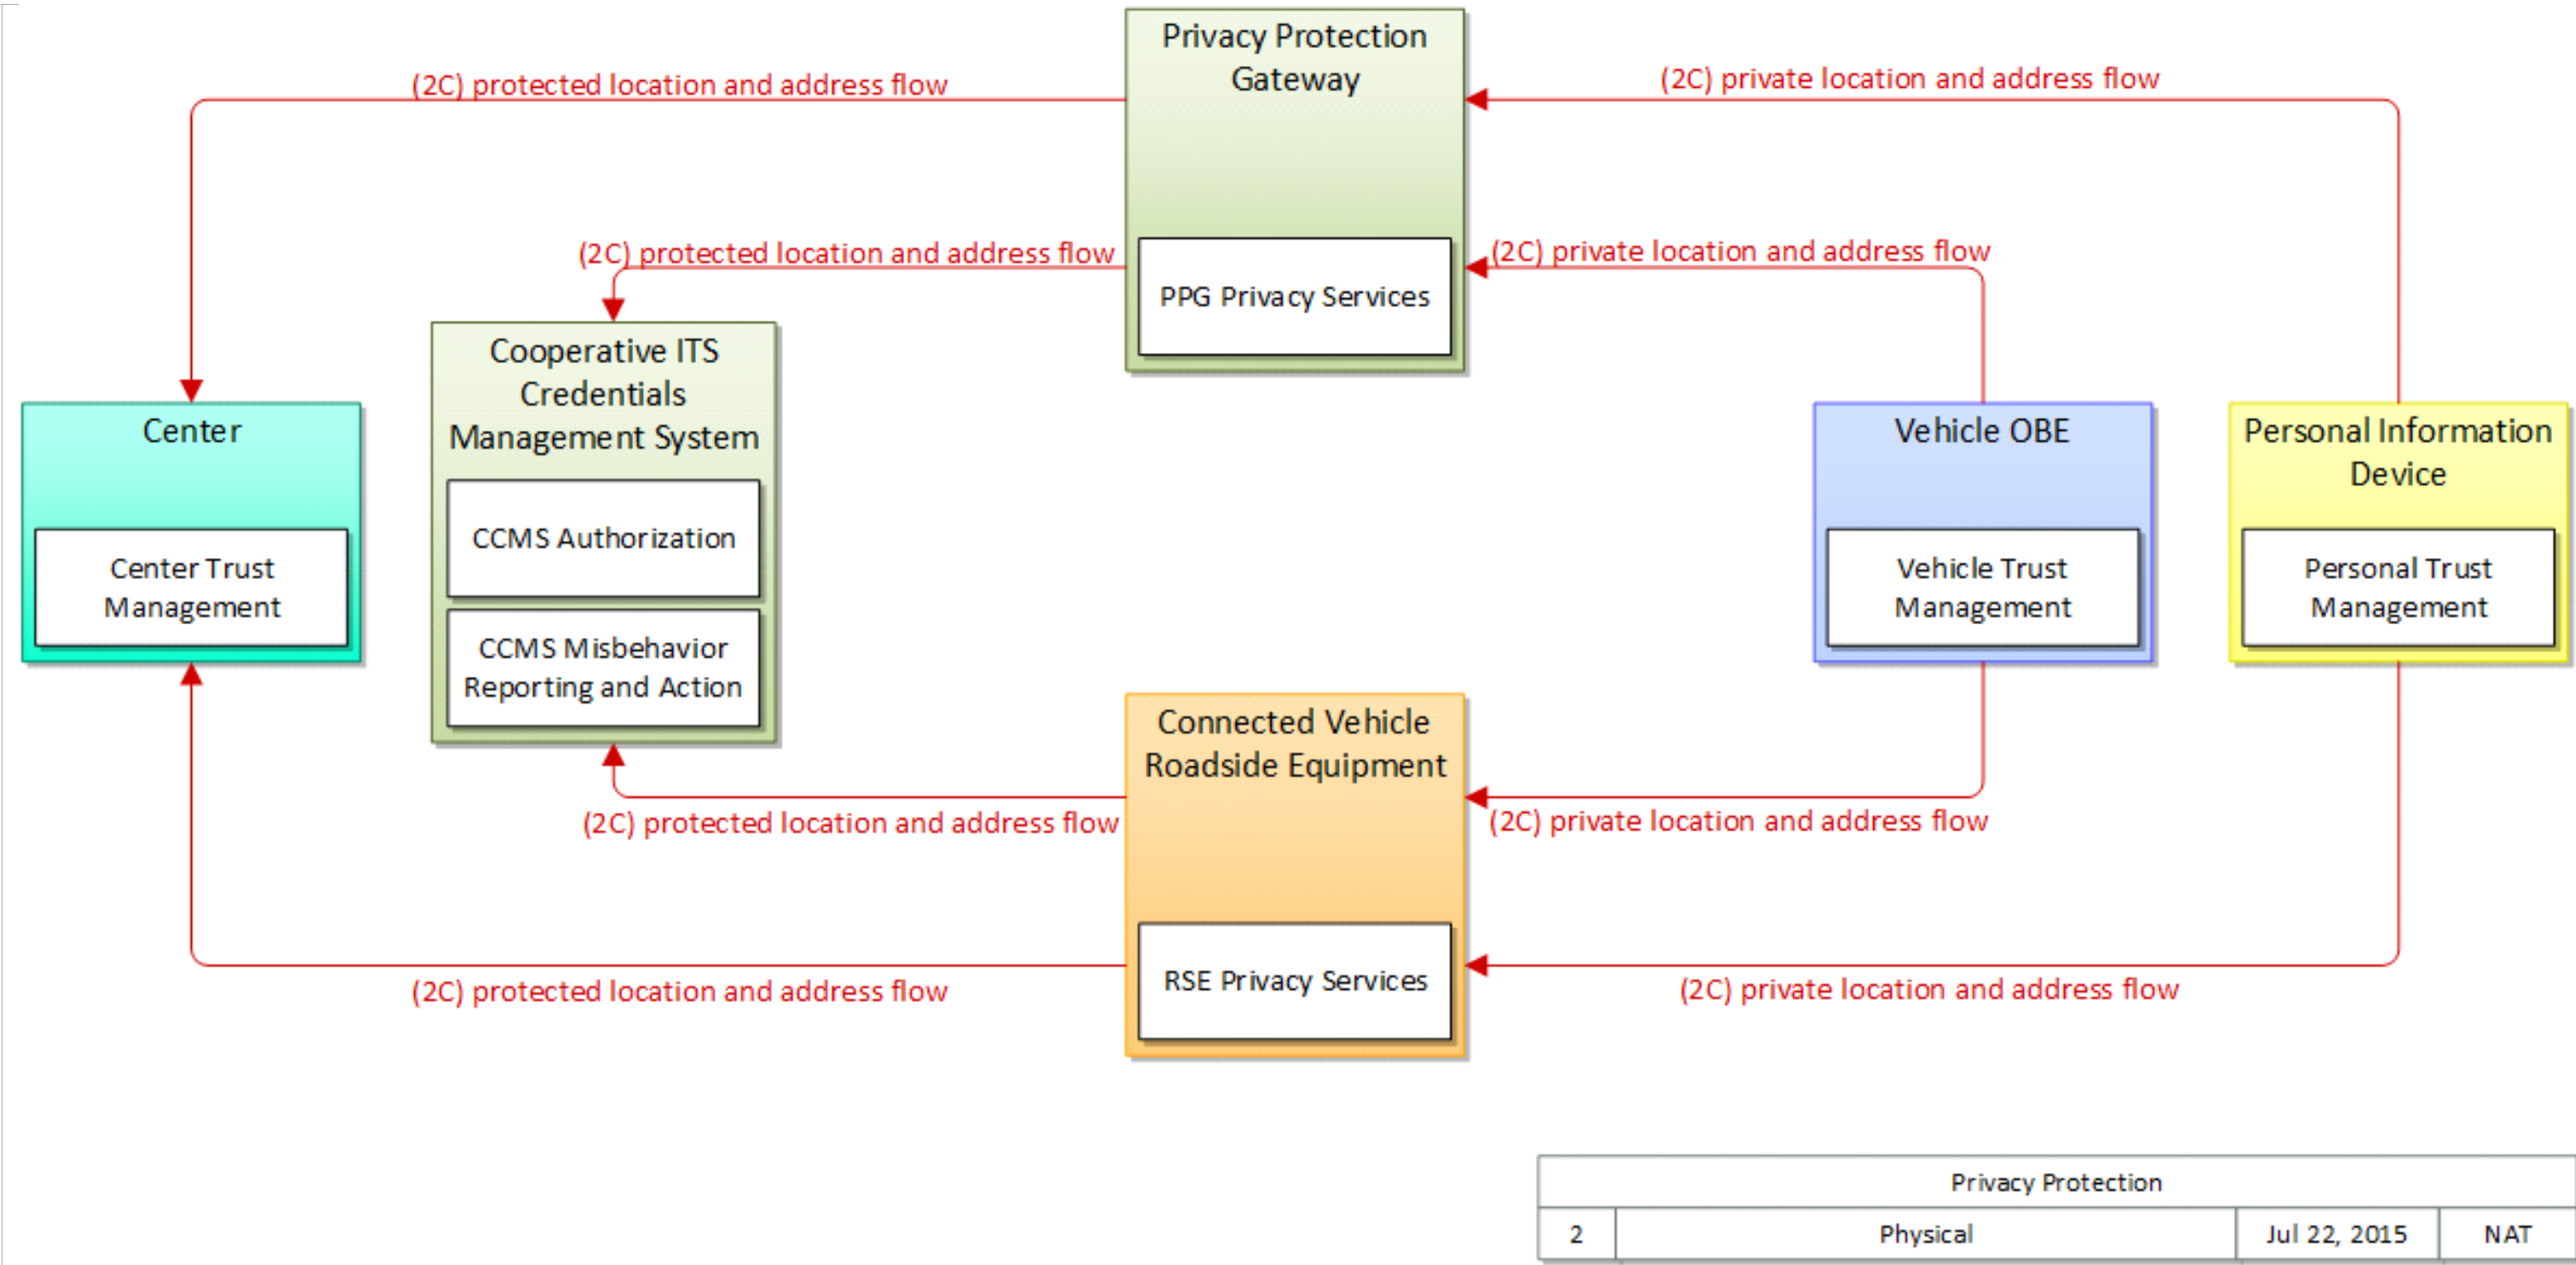 Privacy Protection
Gateway
(2C) protected location and address flow
(2C) private location and address flow
(2C) protected location and address flow
(2C) private location and address flow
PPG Privacy Services
Cooperative ITS
Credentials
Management System
CCMS Authorization
CCMS Misbehavior
Reporting and Action
Center
Center Trust
Management
Vehicle OBE
Vehicle Trust
Management
Personal Information
Device
Personal Trust
Management
Connected Vehicle
Roadside Equipment
(2C) protected location and address flow
(2C) private location and address flow
RSE Privacy Services
(2C) protected location and address flow
(2C) private location and address flow
Privacy Protection
2 Physical Jul 22, 2015 NAT